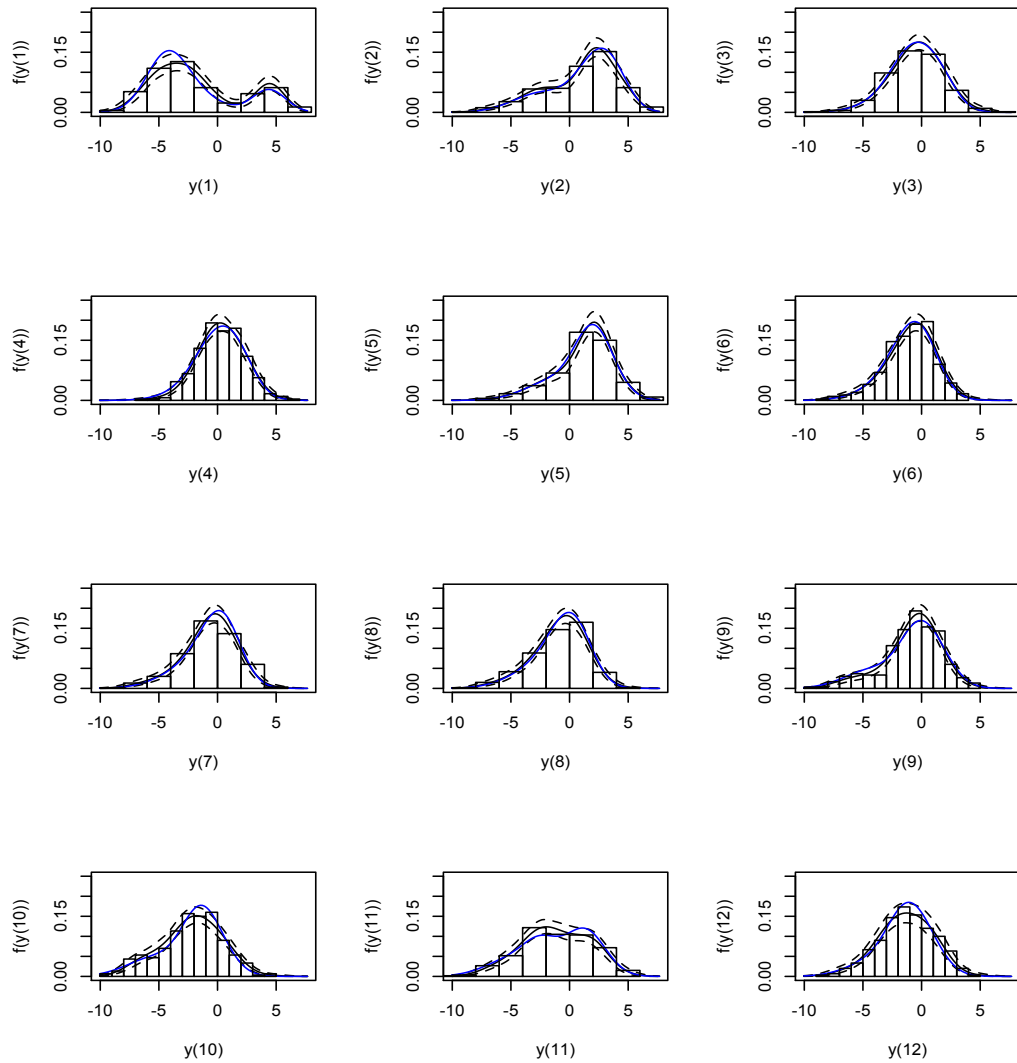 f(y(1))
0.00 0.15
-10 -5 0 5
y(1)
f(y(2))
0.00 0.15
-10 -5 0 5
y(2)
f(y(3))
0.00 0.15
-10 -5 0 5
y(3)
f(y(4))
0.00 0.15
-10 -5 0 5
y(4)
f(y(5))
0.00 0.15
-10 -5 0 5
y(5)
f(y(6))
0.00 0.15
-10 -5 0 5
y(6)
f(y(7))
0.00 0.15
-10 -5 0 5
y(7)
f(y(8))
0.00 0.15
-10 -5 0 5
y(8)
f(y(9))
0.00 0.15
-10 -5 0 5
y(9)
f(y(10))
0.00 0.15
-10 -5 0 5
y(10)
f(y(11))
0.00 0.15
-10 -5 0 5
y(11)
f(y(12))
0.00 0.15
-10 -5 0 5
y(12)